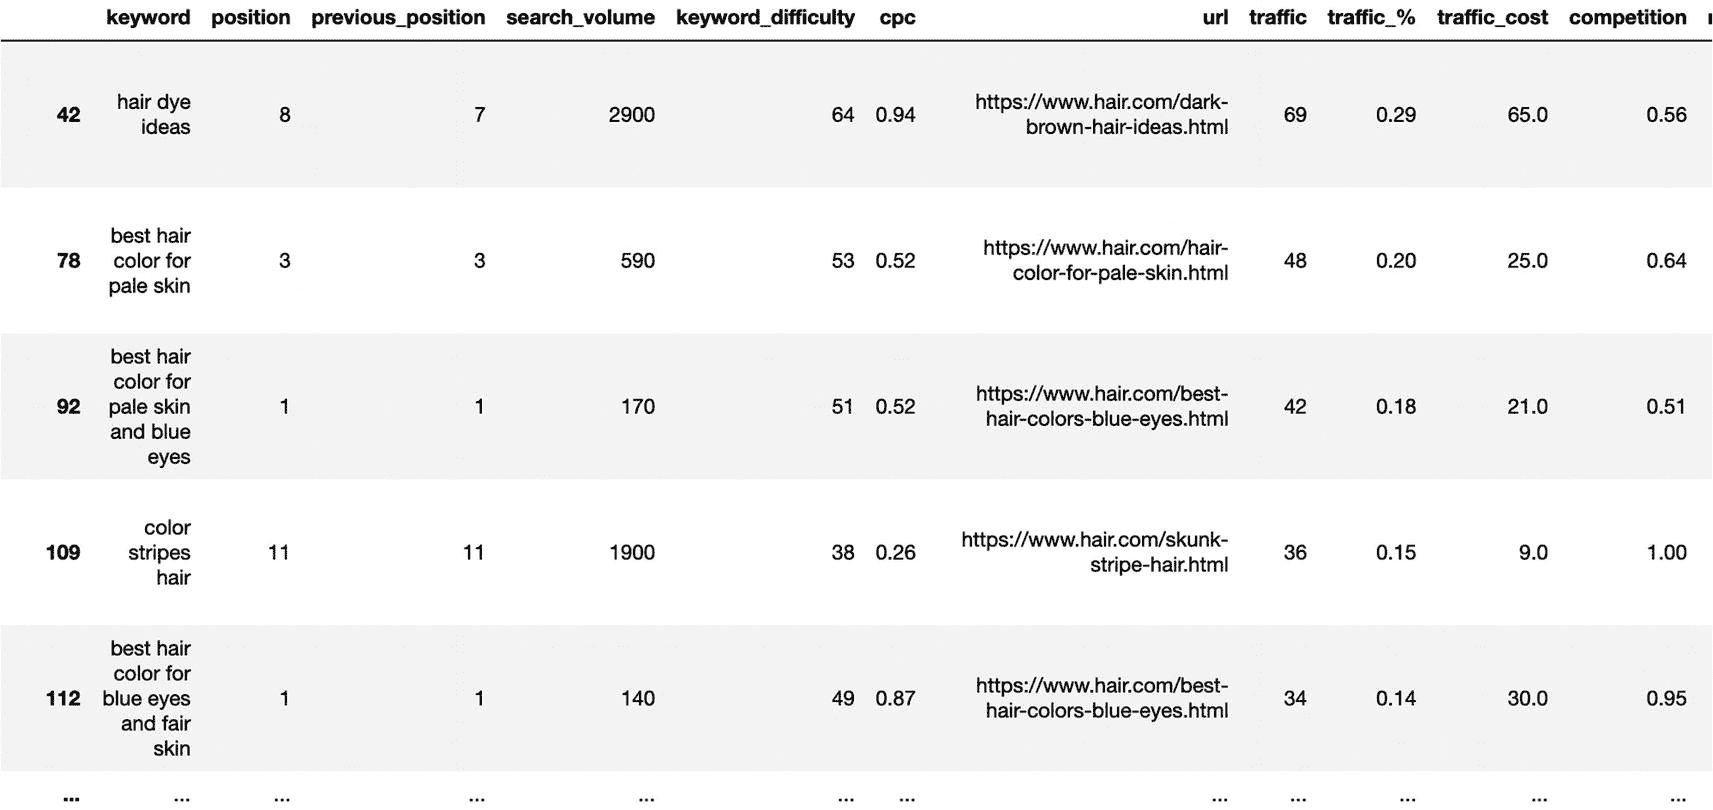 keyword position previous_position search_volume keyword_difficulty cpc url traffic traffic_% traffic_cost competition
hair dye
ideas
42 8 7 2900 64 0.94 69 0.29 65.0 0.56
https://www.hair.com/dark-
brown-hair-ideas.html
best hair
color for
pale skin
78 3 3 590 53 0.52 48 0.20 25.0 0.64
https://www.hair.com/hair-
color-for-pale-skin.html
best hair
color for
pale skin
and blue
eyes
92 1 1 170 51 0.52 42 0.18 21.0 0.51
https://www.hair.com/best-
hair-colors-blue-eyes.html
color
stripes
hair
109 11 11 1900 38 0.26 36 0.15 9.0 1.00
https://www.hair.com/skunk-
stripe-hair.html
best hair
color for
blue eyes
and fair
skin
112 1 1 140 49 0.87 34 0.14 30.0 0.95
https://www.hair.com/best-
hair-colors-blue-eyes.html
... ... ... ... ... ... ... ... ... ... ... ...